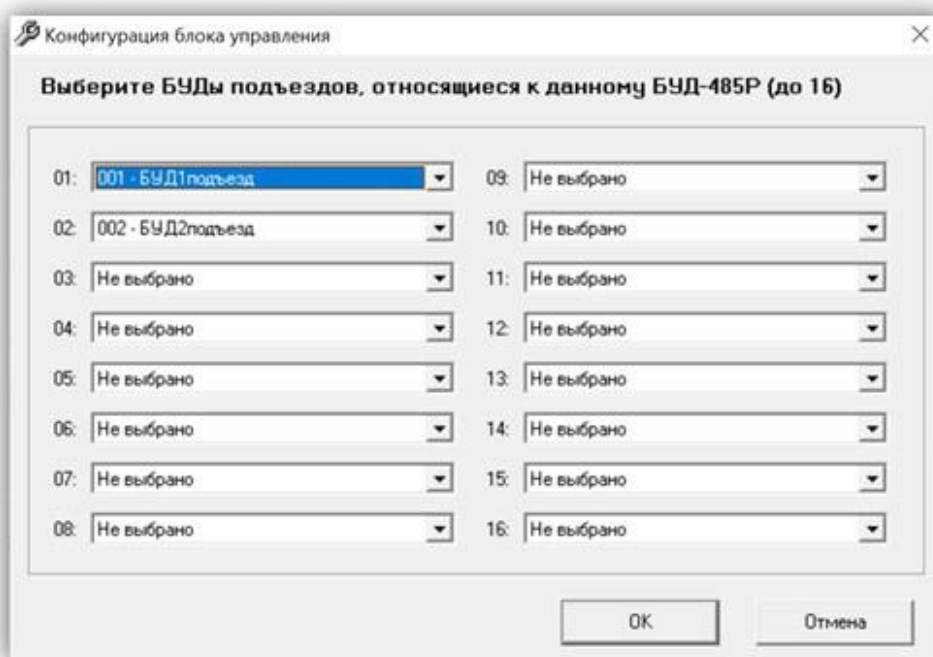 Конфигурация блока управления
Выберите БУДы подъездов, относящиеся к данному БУД-485Р (до 16)
01: 001 - БУД1подъезд
02: 002 - БУД2подъезд
03: Не выбрано
04: Не выбрано
05: Не выбрано
06: Не выбрано
07: Не выбрано
08: Не выбрано
09: Не выбрано
10: Не выбрано
11: Не выбрано
12: Не выбрано
13: Не выбрано
14: Не выбрано
15: Не выбрано
16: Не выбрано
OK
Отмена